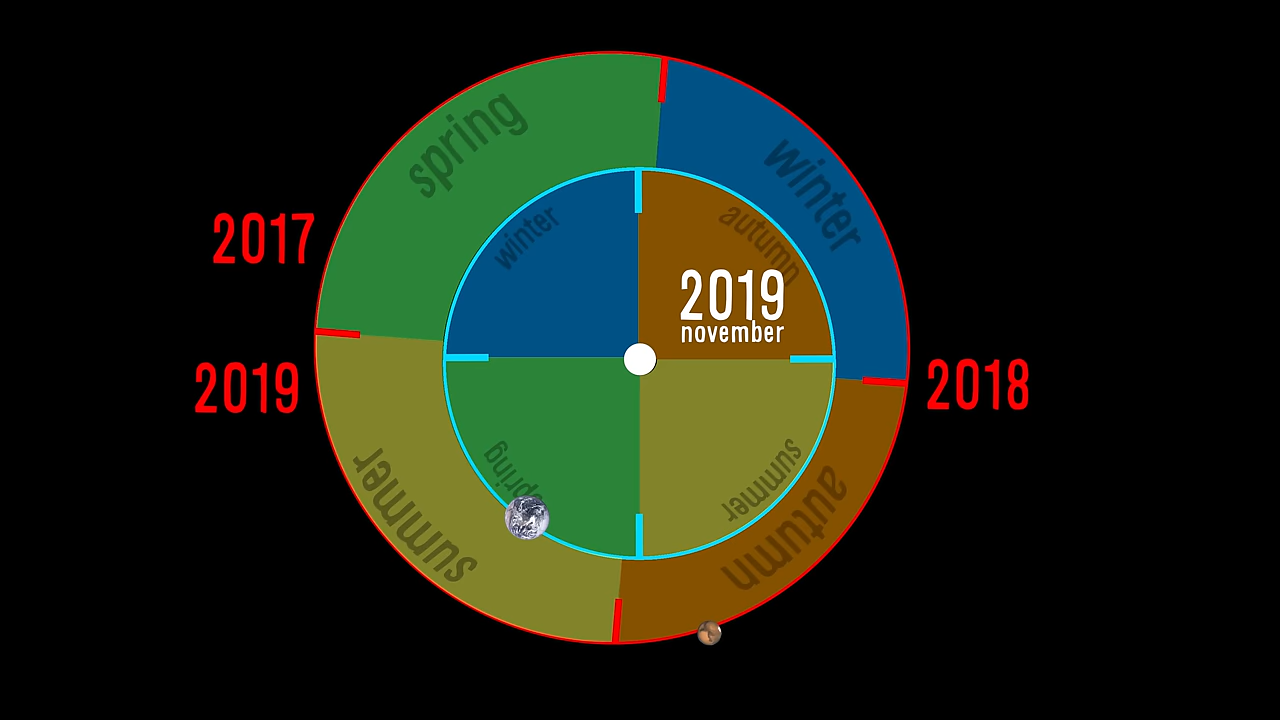 spring
winter
2017
winter
autumn
2019
november
2019
2018
spring
summer
summer
autumn